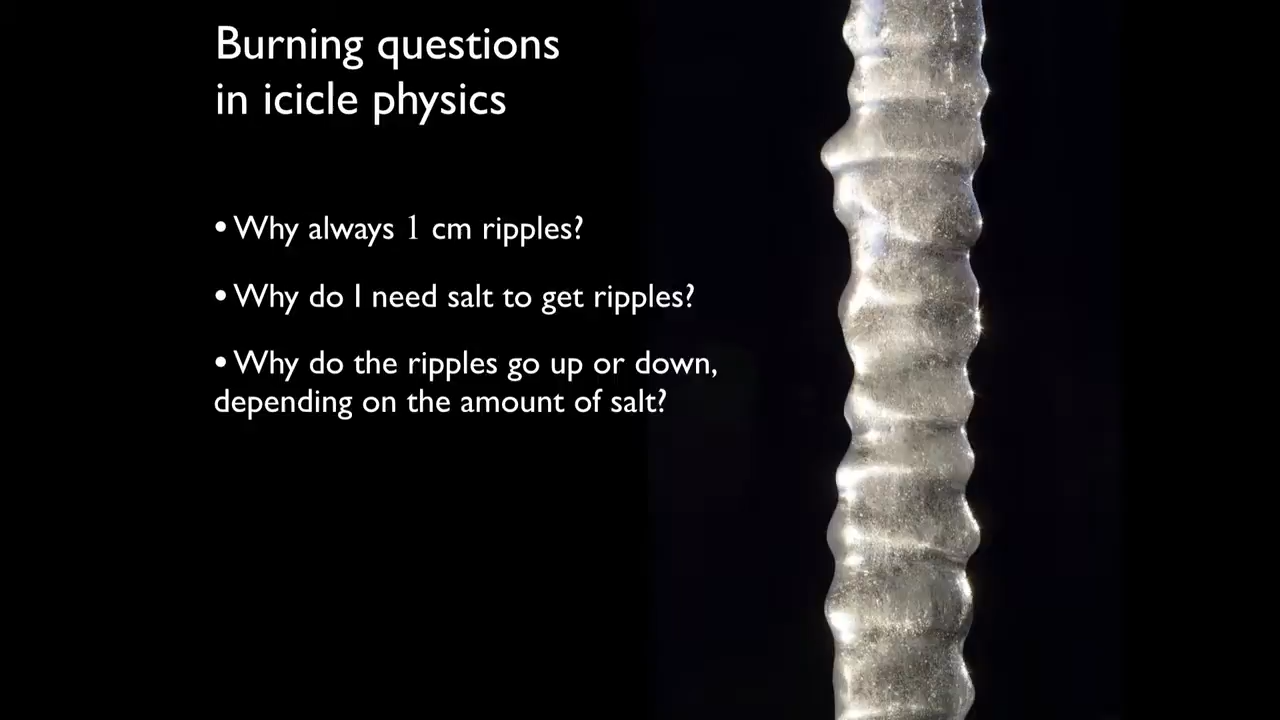 Burning questions
in icicle physics
• Why always 1 cm ripples?
• Why do I need salt to get ripples?
• Why do the ripples go up or down,
depending on the amount of salt?